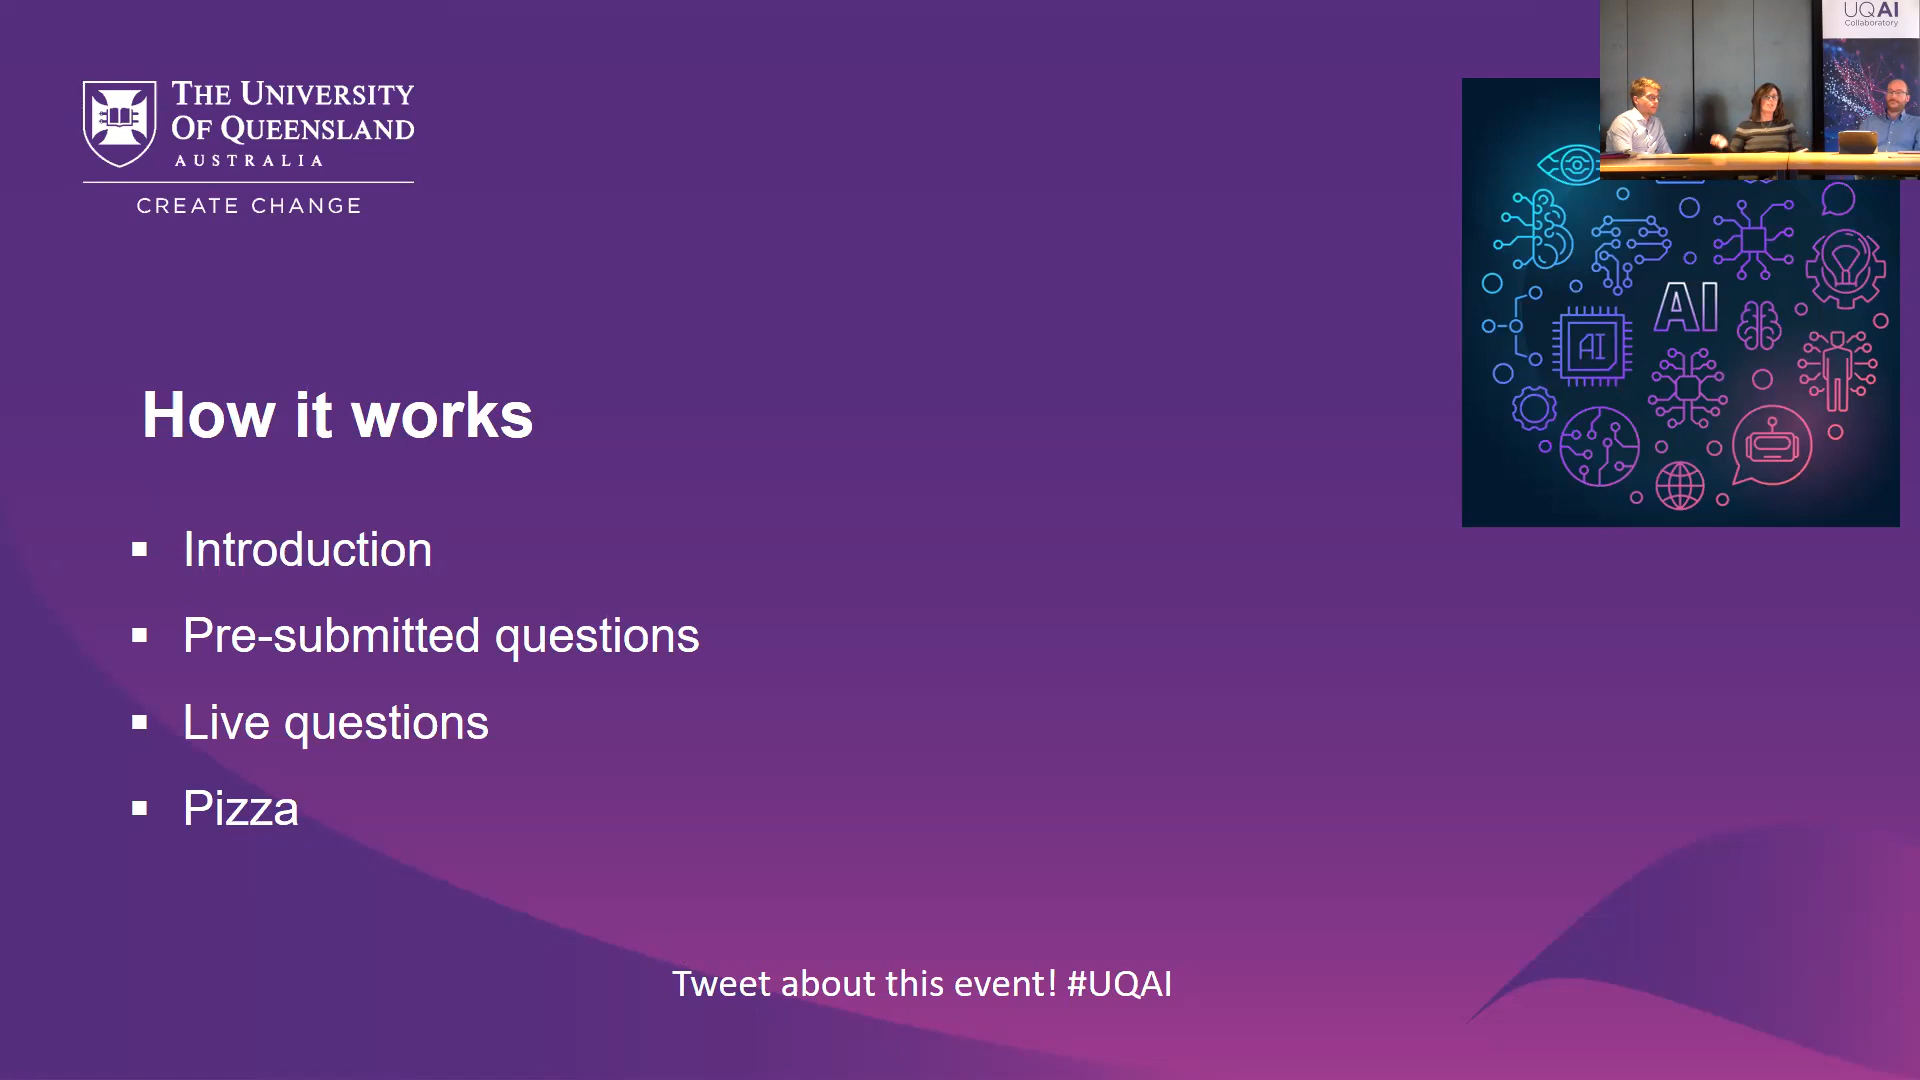 THE UNIVERSITY
OF QUEENSLAND
AUSTRALIA
CREATE CHANGE
UQAI
Collaboratory
AI
AI
How it works
Introduction
Pre-submitted questions
Live questions
Pizza
Tweet about this event! #UQAI